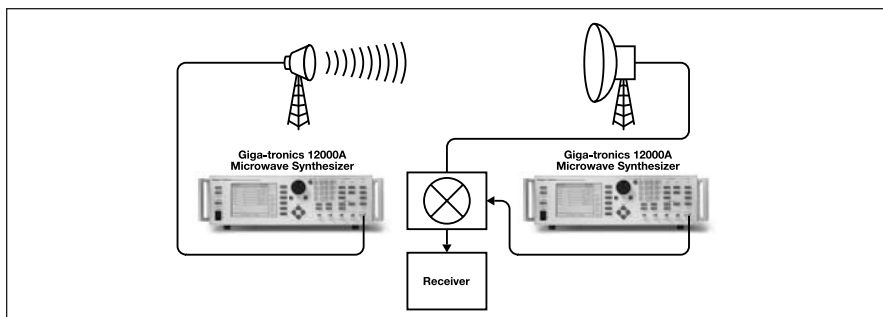 Giga-tronics 12000A
Microwave Synthesizer
Giga-tronics 12000A
Microwave Synthesizer
Receiver